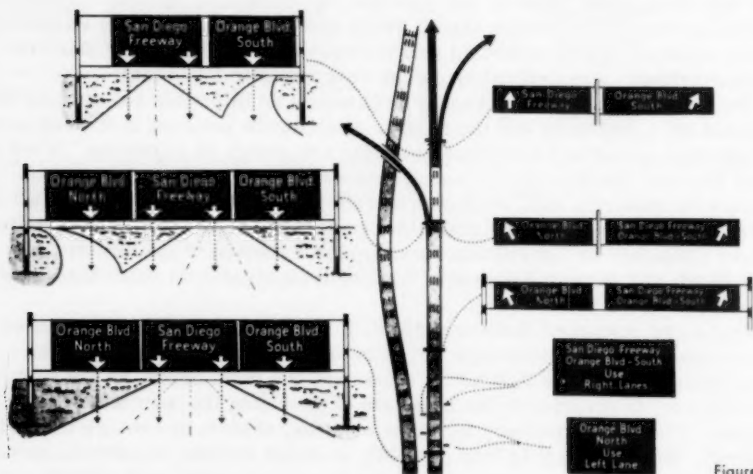 San Diego
Freeway
Orange Blvd.
South
San Diego
Freeway
Orange Blvd.
South
Orange Blvd.
North
San Diego
Freeway
Orange Blvd.
South
Orange Blvd.
North
San Diego Freeway
Orange Blvd-South
Orange Blvd.
North
San Diego Freeway
Orange Blvd-South
Orange Blvd.
North
San Diego
Freeway
Orange Blvd.
South
San Diego Freeway
Orange Blvd-South
Use
Right Lanes
Orange Blvd.
North
Use
Left Lane
Figure